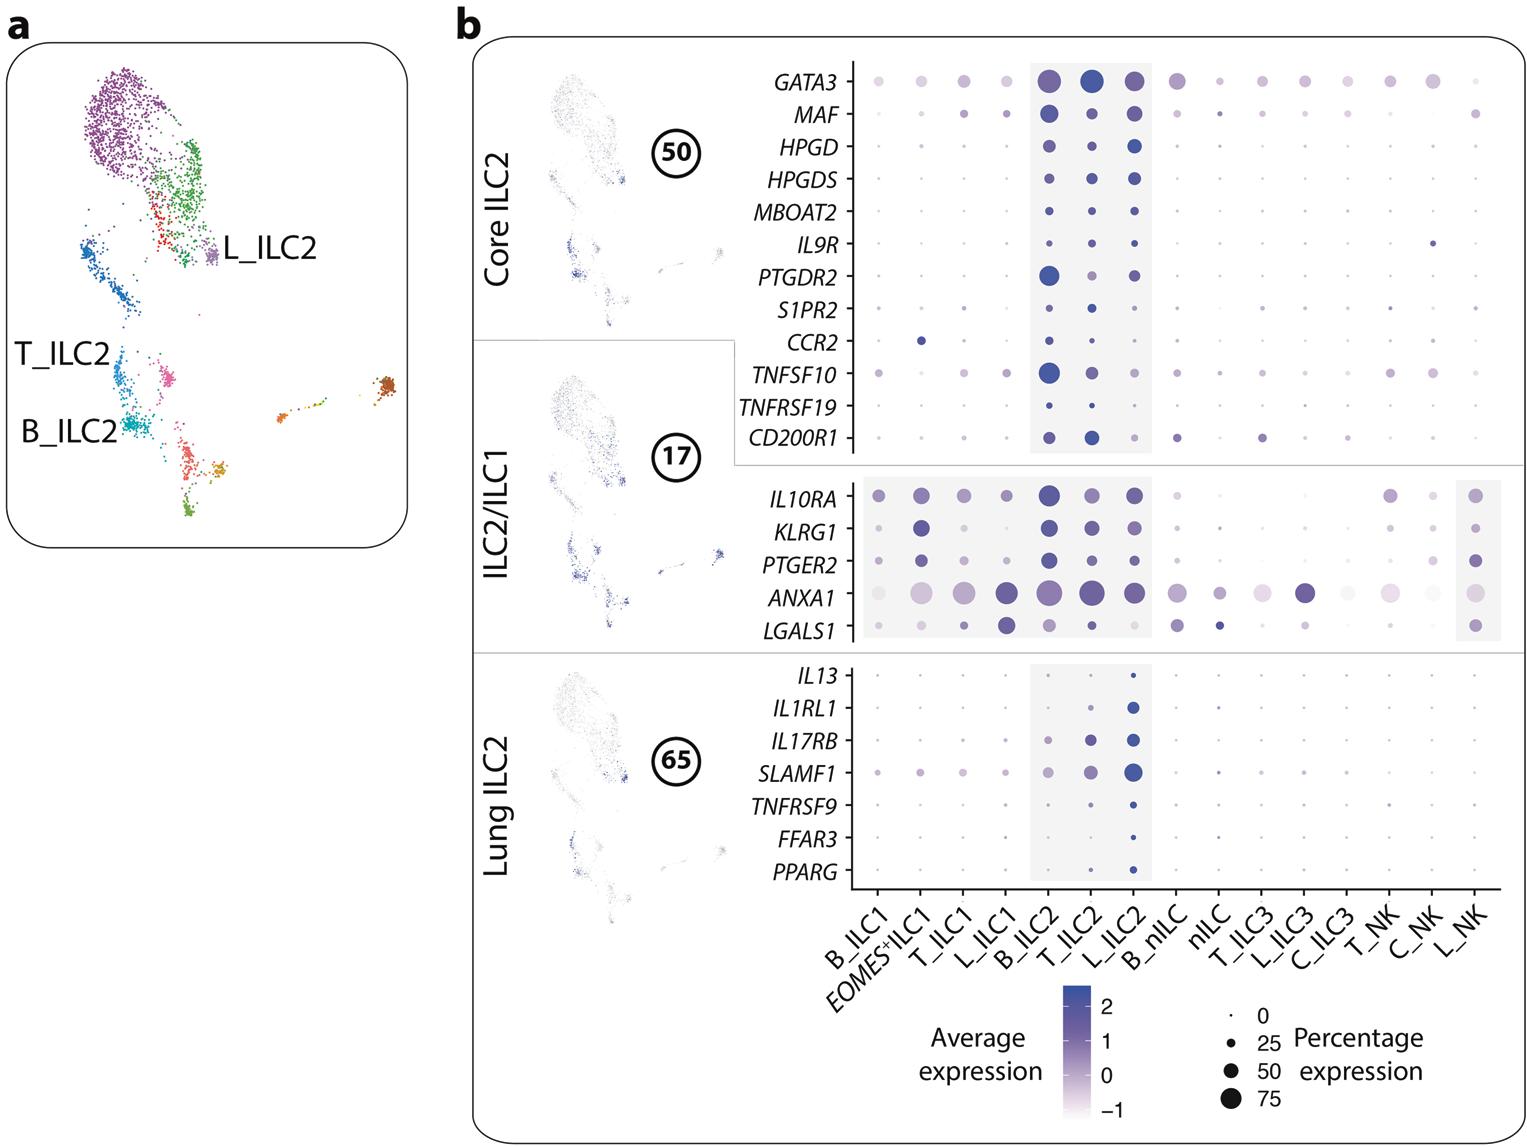 a
L_ILC2
T_ILC2
B_ILC2
b
Core ILC2
50
GATA3
MAF
HPGD
HPGDS
MBOAT2
IL9R
PTGDR2
S1PR2
CCR2
TNFSF10
TNFRSF19
CD200R1
ILC2/ILC1
17
IL10RA
KLRG1
PTGER2
ANXA1
LGALS1
Lung ILC2
65
IL13
IL1RL1
IL17RB
SLAMF1
TNFRSF9
FFAR3
PPARG
B_ILC1
EOMES+ILC1
T_ILC1
L_ILC1
B_ILC2
T_ILC2
L_ILC2
B_nILC
nILC
T_ILC3
L_ILC3
C_ILC3
T_NK
C_NK
L_NK
Average
expression
2
1
0
−1
0
25
50
75
Percentage
expression